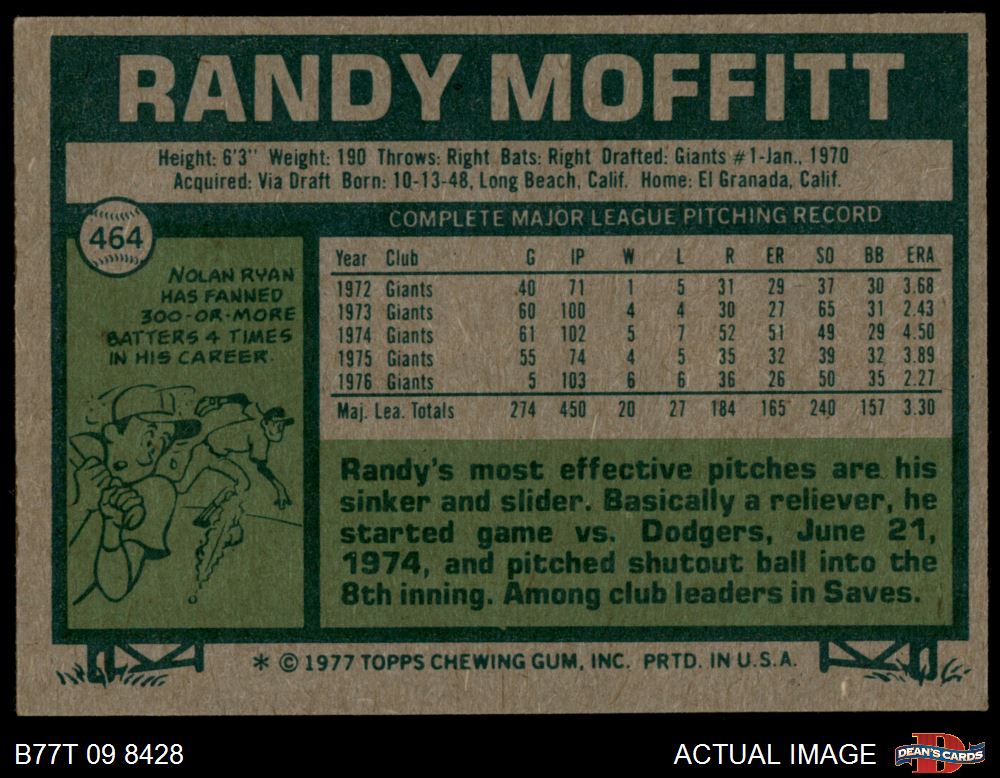 RANDY MOFFITT
Height: 6'3" Weight: 190 Throws: Right Bats: Right Drafted: Giants #1-Jan., 1970
Acquired: Via Draft Born: 10-13-48, Long Beach, Calif. Home: El Granada, Calif.
464
COMPLETE MAJOR LEAGUE PITCHING RECORD
NOLAN RYAN
HAS FANNED
300-OR-MORE
BATTERS 4 TIMES
IN HIS CAREER.
Year Club G IP W L R ER SO BB ERA
1972 Giants 40 71 1 5 31 29 37 30 3.68
1973 Giants 60 100 4 4 30 27 65 31 2.43
1974 Giants 61 102 5 7 52 51 49 29 4.50
1975 Giants 55 74 4 5 35 32 39 32 3.89
1976 Giants 5 103 6 6 36 26 50 35 2.27
Maj. Lea. Totals 274 450 20 27 184 165 240 157 3.30
Randy's most effective pitches are his
sinker and slider. Basically a reliever, he
started game vs. Dodgers, June 21,
1974, and pitched shutout ball into the
8th inning. Among club leaders in Saves.
* © 1977 TOPPS CHEWING GUM, INC. PRTD. IN U.S.A.
B77T 09 8428
ACTUAL IMAGE
DEAN'S CARDS